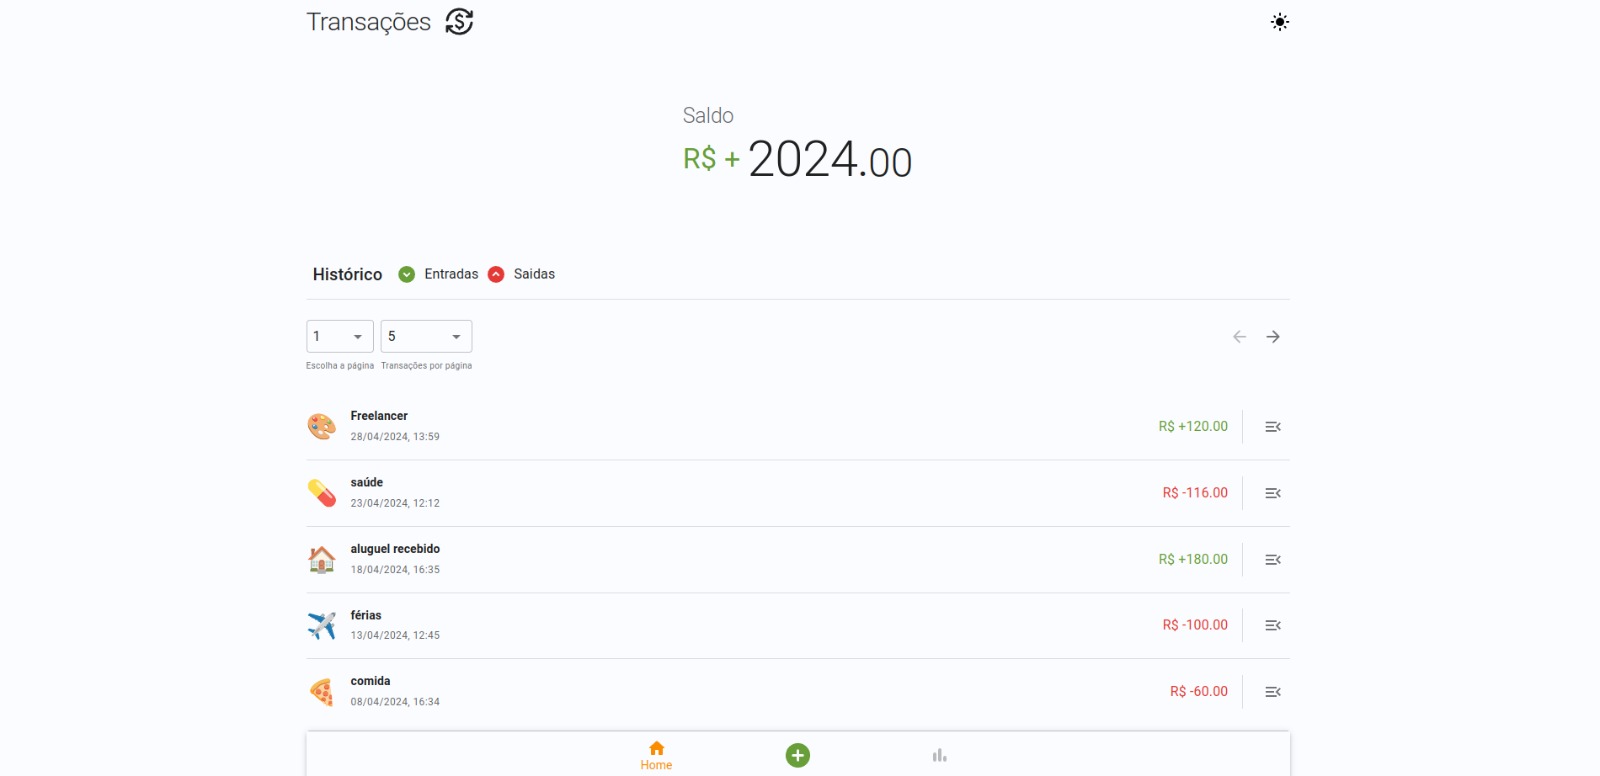 Transações
Saldo
R$ + 2024.00
Histórico Entradas Saidas
1 5
Escolha a página Transações por página
Freelancer
28/04/2024, 13:59
R$ +120.00
saúde
23/04/2024, 12:12
R$ -116.00
aluguel recebido
18/04/2024, 16:35
R$ +180.00
férias
13/04/2024, 12:45
R$ -100.00
comida
08/04/2024, 16:34
R$ -60.00
Home